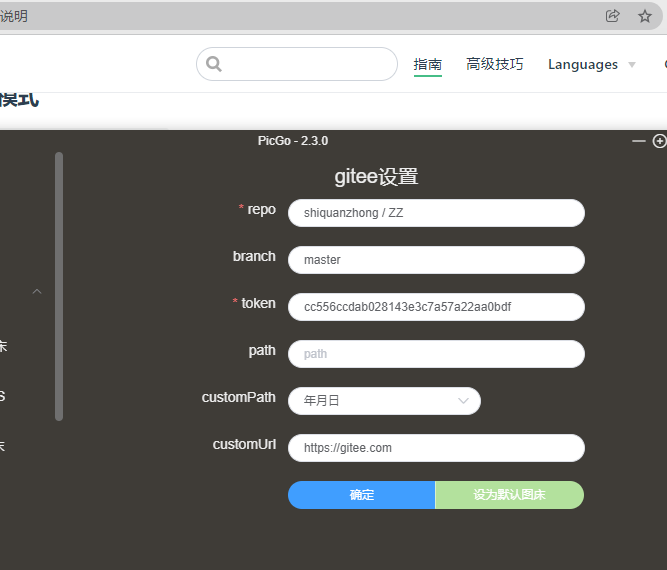 说明
指南 高级技巧 Languages
模式
PicGo - 2.3.0
gitee设置
* repo shiquanzhong / ZZ
branch master
* token cc556ccdab028143e3c7a57a22aa0bdf
path path
床
customPath 年月日
S
customUrl https://gitee.com
床
确定 设为默认图床